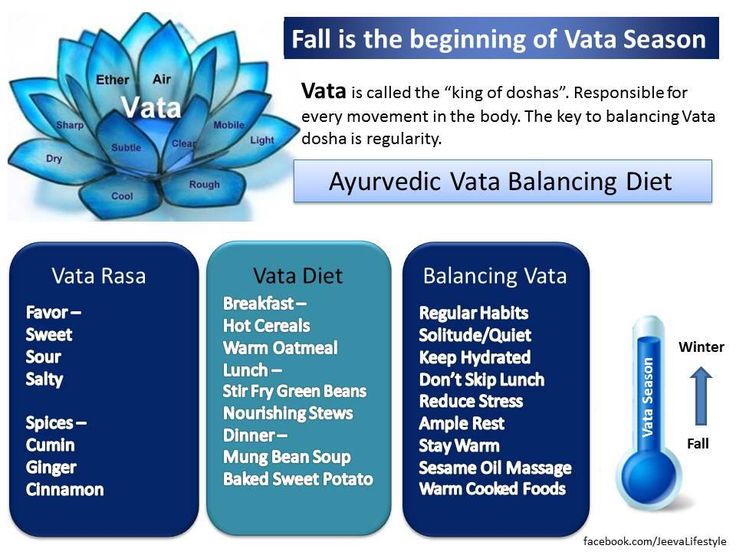 Fall is the beginning of Vata Season
Ether Air
Vata
Sharp
Mobile
Subtle
Clear
Light
Dry
Rough
Cool
Vata is called the “king of doshas”. Responsible for
every movement in the body. The key to balancing Vata
dosha is regularity.
Ayurvedic Vata Balancing Diet
Vata Rasa
Favor –
Sweet
Sour
Salty
Spices –
Cumin
Ginger
Cinnamon
Vata Diet
Breakfast –
Hot Cereals
Warm Oatmeal
Lunch –
Stir Fry Green Beans
Nourishing Stews
Dinner –
Mung Bean Soup
Baked Sweet Potato
Balancing Vata
Regular Habits
Solitude/Quiet
Keep Hydrated
Don’t Skip Lunch
Reduce Stress
Ample Rest
Stay Warm
Sesame Oil Massage
Warm Cooked Foods
Vata Season
Winter
Fall
facebook.com/JeevaLifestyle